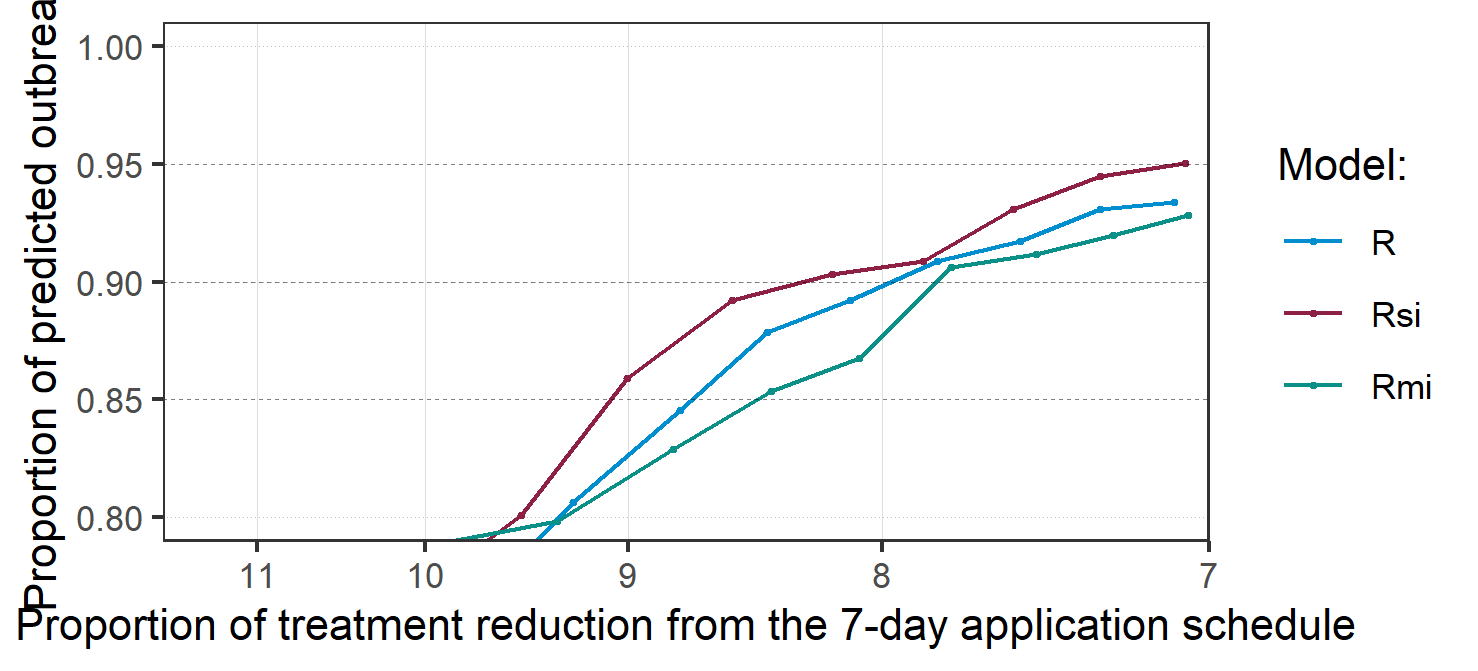 Proportion of predicted
1.00
0.95
0.90
0.85
0.80
11 10 9 8 7
Proportion of treatment reduction from the 7-day application schedule
Model:
R
Rsi
Rmi